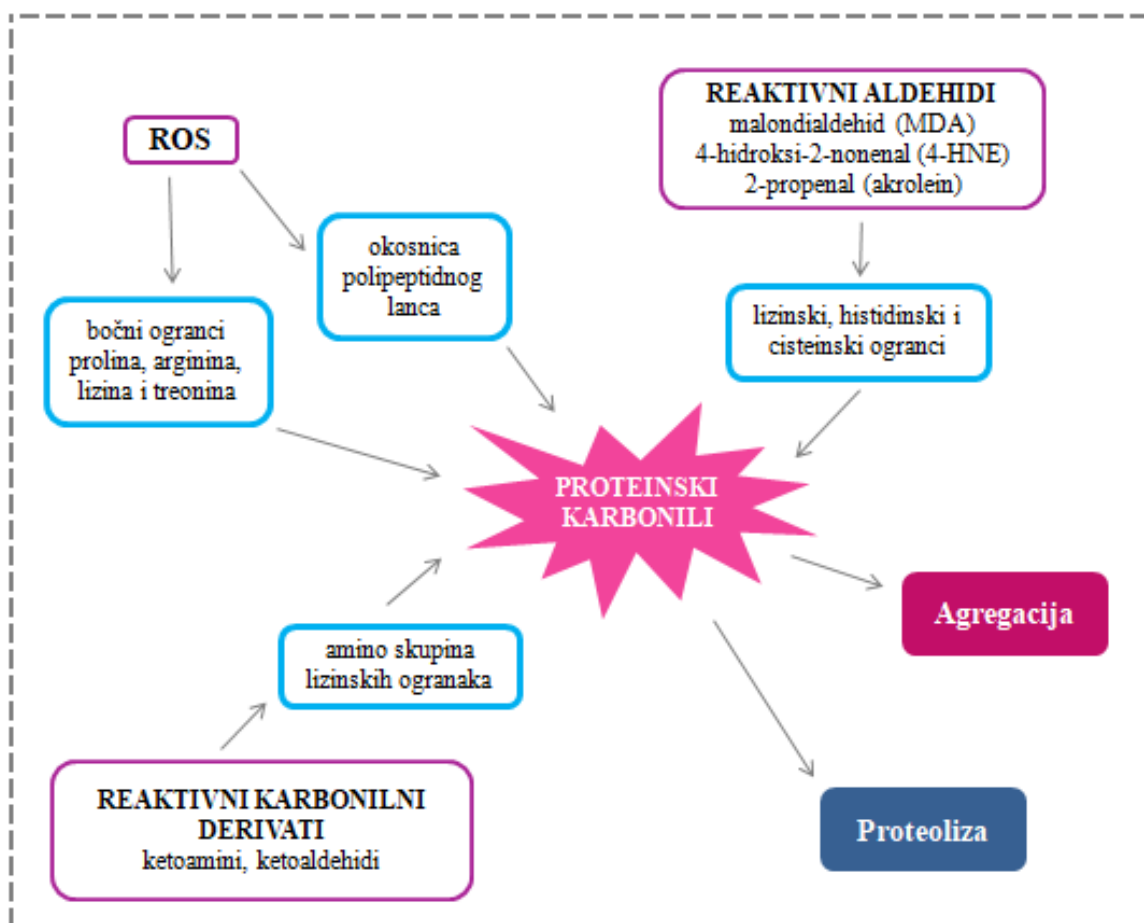 ROS
REAKTIVNI ALDEHIDI
malondialdehid (MDA)
4-hidroksi-2-nonenal (4-HNE)
2-propenal (akrolein)
okosnica
polipeptidnog
lanca
bočni ogranci
prolina, arginina,
lizina i treonina
lizinski, histidinski i
cisteinski ogranci
PROTEINSKI
KARBONILI
Agregacija
amino skupina
lizinskih ogranaka
REAKTIVNI KARBONILNI
DERIVATI
ketoamini, ketoaldehidi
Proteoliza